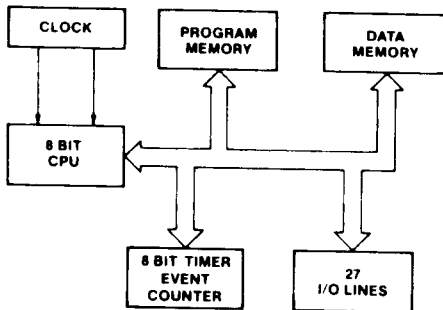 CLOCK
PROGRAM
MEMORY
DATA
MEMORY
8 BIT
CPU
8 BIT TIMER
EVENT
COUNTER
27
I/O LINES